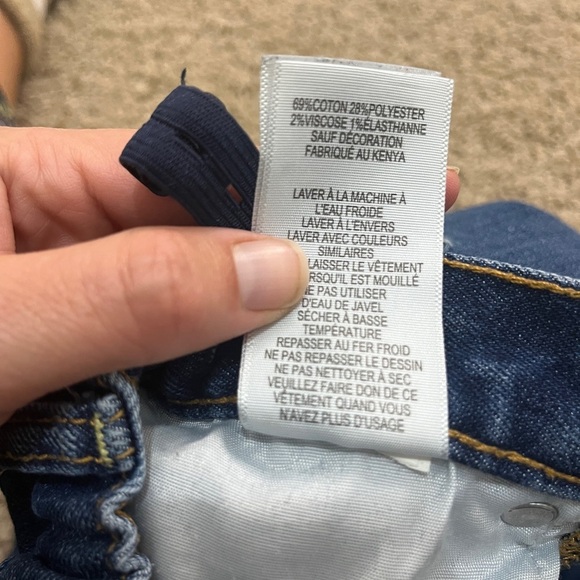 69%COTON 28%POLYESTER
2%VISCOSE 1%ÉLASTHANNE
SAUF DÉCORATION
FABRIQUÉ AU KENYA
LAVER À LA MACHINE À
L'EAU FROIDE
LAVER À L'ENVERS
LAVER AVEC COULEURS
SIMILAIRES
LAISSER LE VÊTEMENT
QU'IL EST MOUILLÉ
NE PAS UTILISER
D'EAU DE JAVEL
SÉCHER À BASSE
TEMPÉRATURE
REPASSER AU FER FROID
NE PAS REPASSER LE DESSIN
NE PAS NETTOYER À SEC
VEUILLEZ FAIRE DON DE CE
VÊTEMENT QUAND VOUS
N'AVEZ PLUS D'USAGE